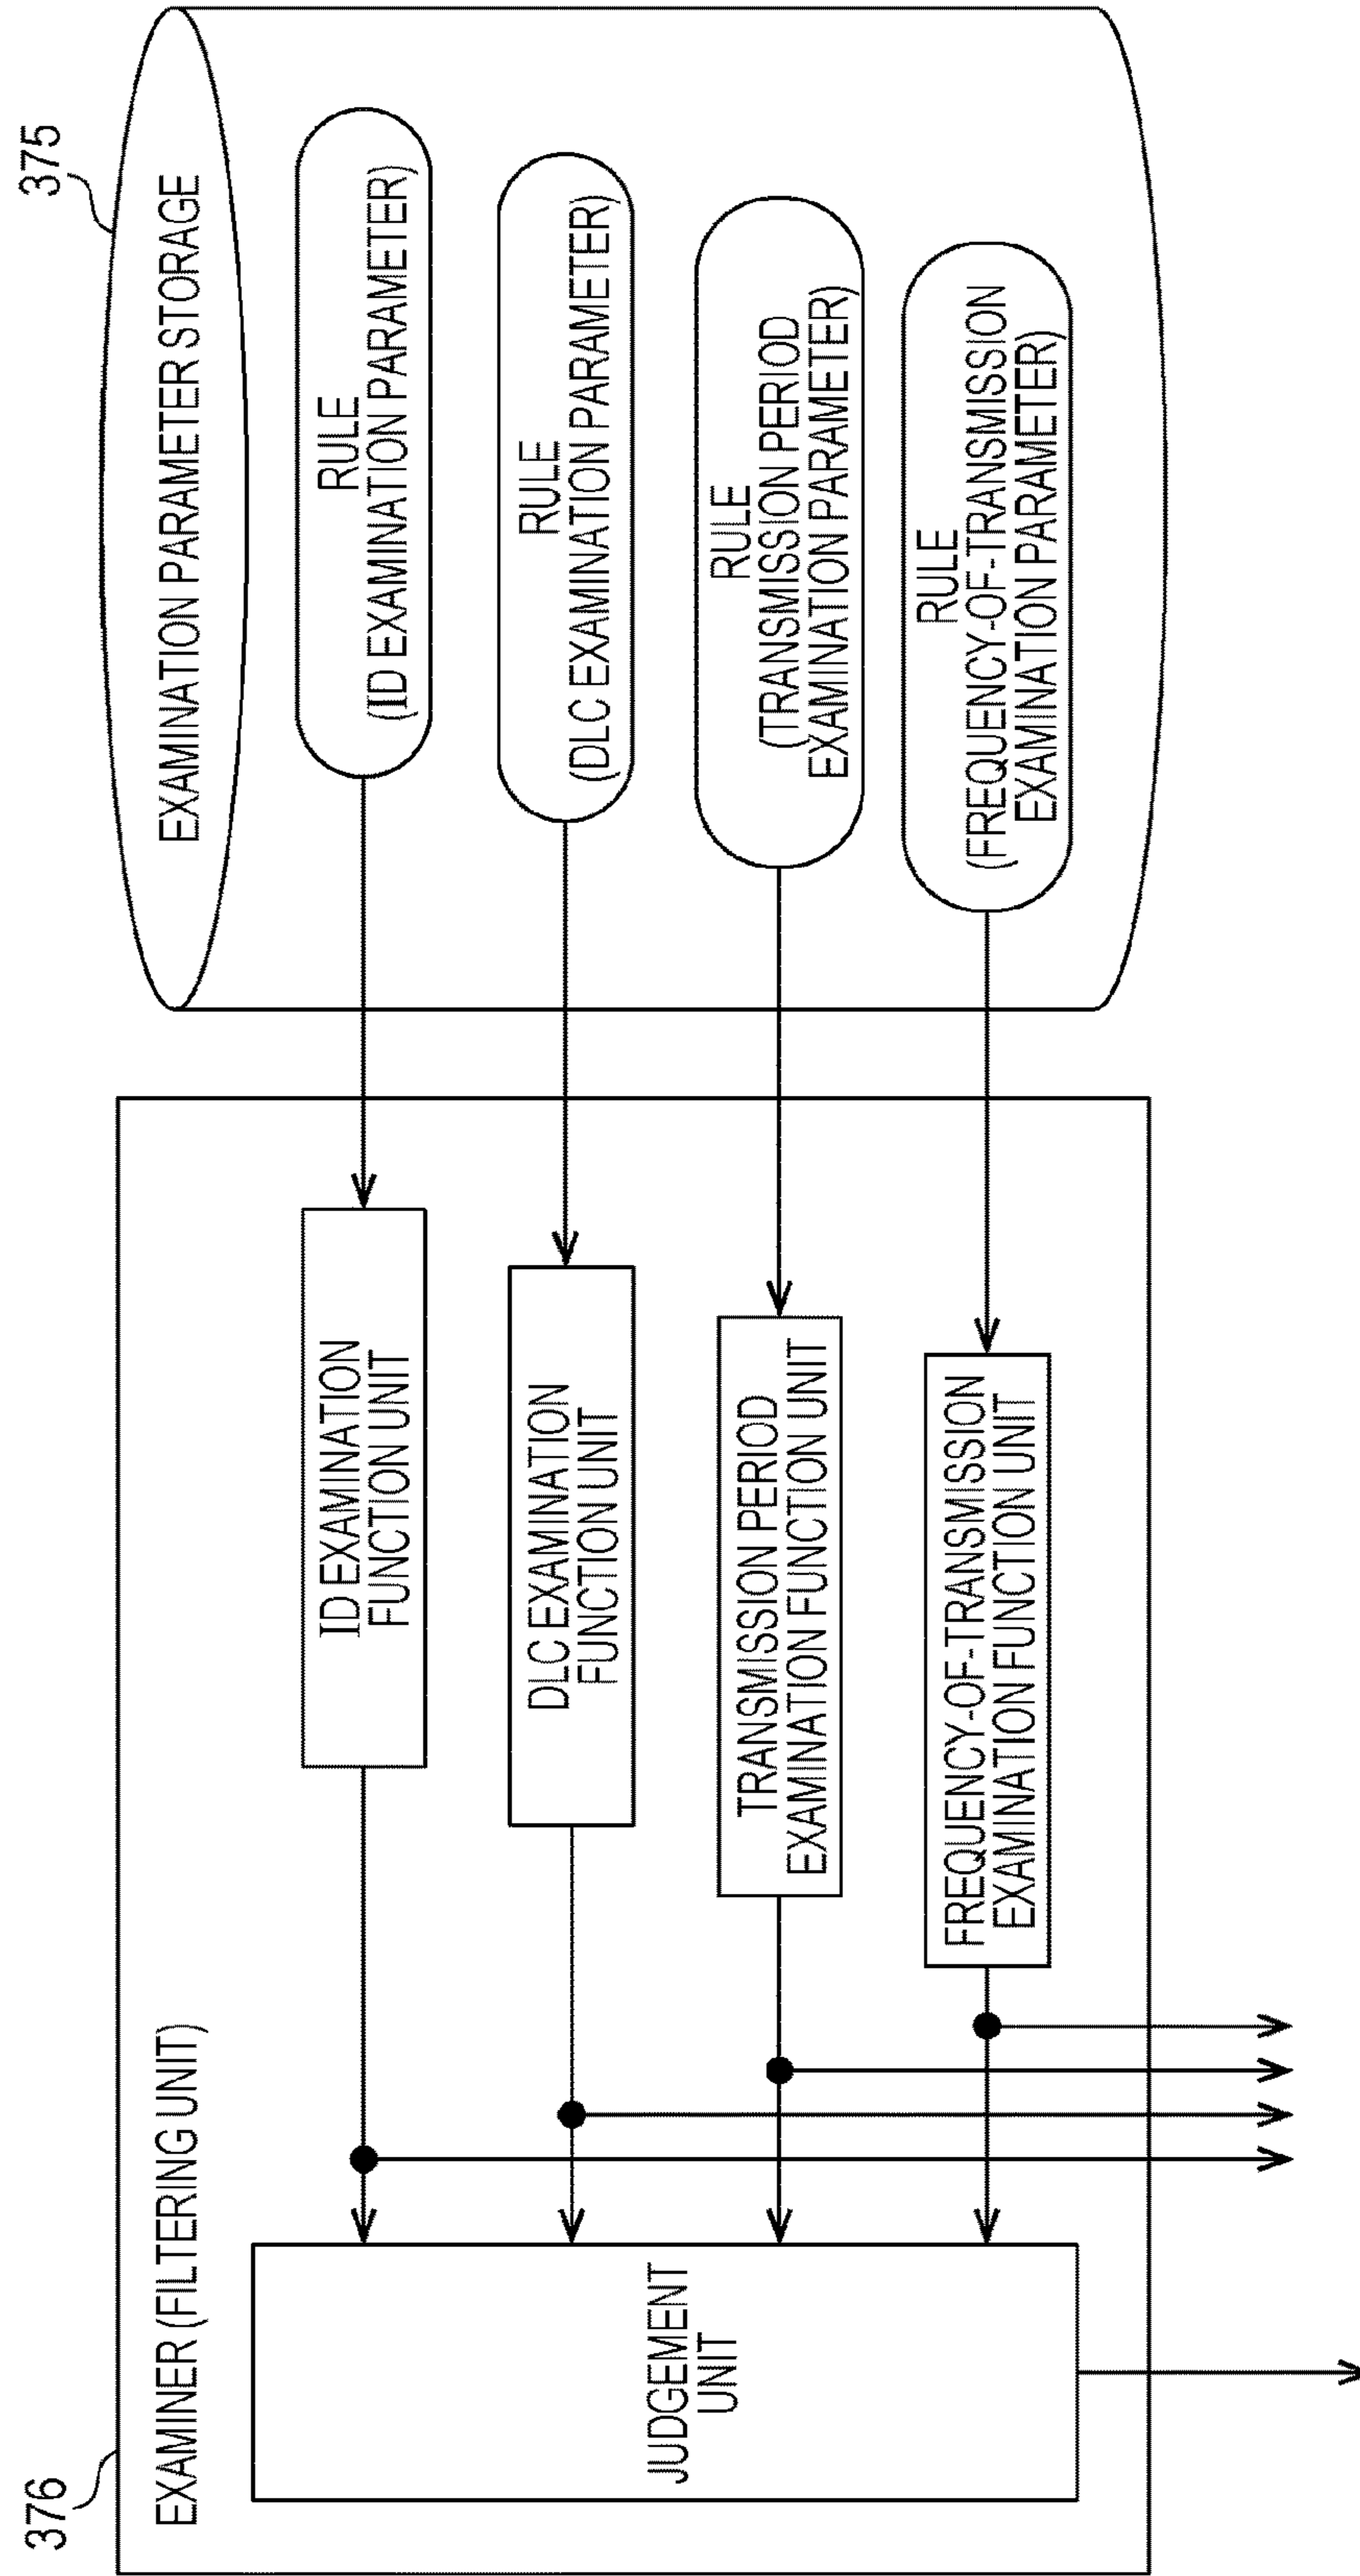 376
EXAMINER (FILTERING UNIT)
JUDGEMENT
UNIT
ID EXAMINATION
FUNCTION UNIT
DLC EXAMINATION
FUNCTION UNIT
TRANSMISSION PERIOD
EXAMINATION FUNCTION UNIT
FREQUENCY-OF-TRANSMISSION
EXAMINATION FUNCTION UNIT
375
EXAMINATION PARAMETER STORAGE
RULE
(ID EXAMINATION PARAMETER)
RULE
(DLC EXAMINATION PARAMETER)
RULE
(TRANSMISSION PERIOD
EXAMINATION PARAMETER)
RULE
(FREQUENCY-OF-TRANSMISSION
EXAMINATION PARAMETER)